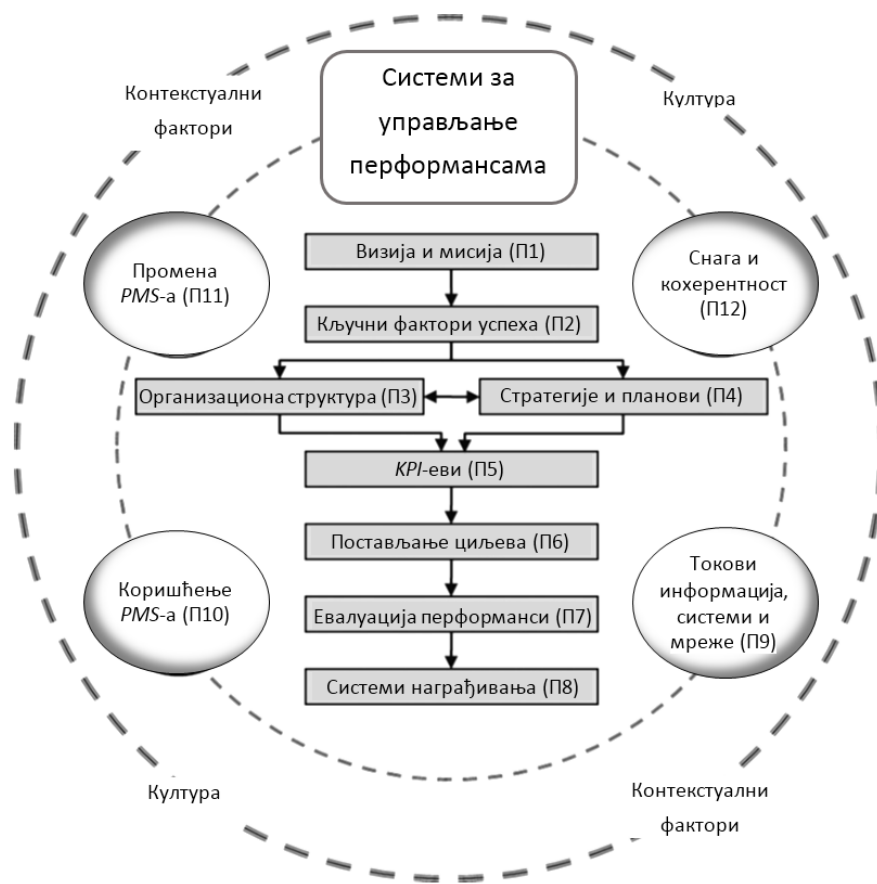 Системи за
управљање
перформансама
Контекстуални
фактори
Култура
Промена
PMS-а (П11)
Снага и
кохерентност
(П12)
Визија и мисија (П1)
Кључни фактори успеха (П2)
Организациона структура (П3)
Стратегије и планови (П4)
KPI-еви (П5)
Постављање циљева (П6)
Евалуација перформанси (П7)
Системи награђивања (П8)
Коришћење
PMS-а (П10)
Токови
информација,
системи и
мреже (П9)
Култура
Контекстуални
фактори